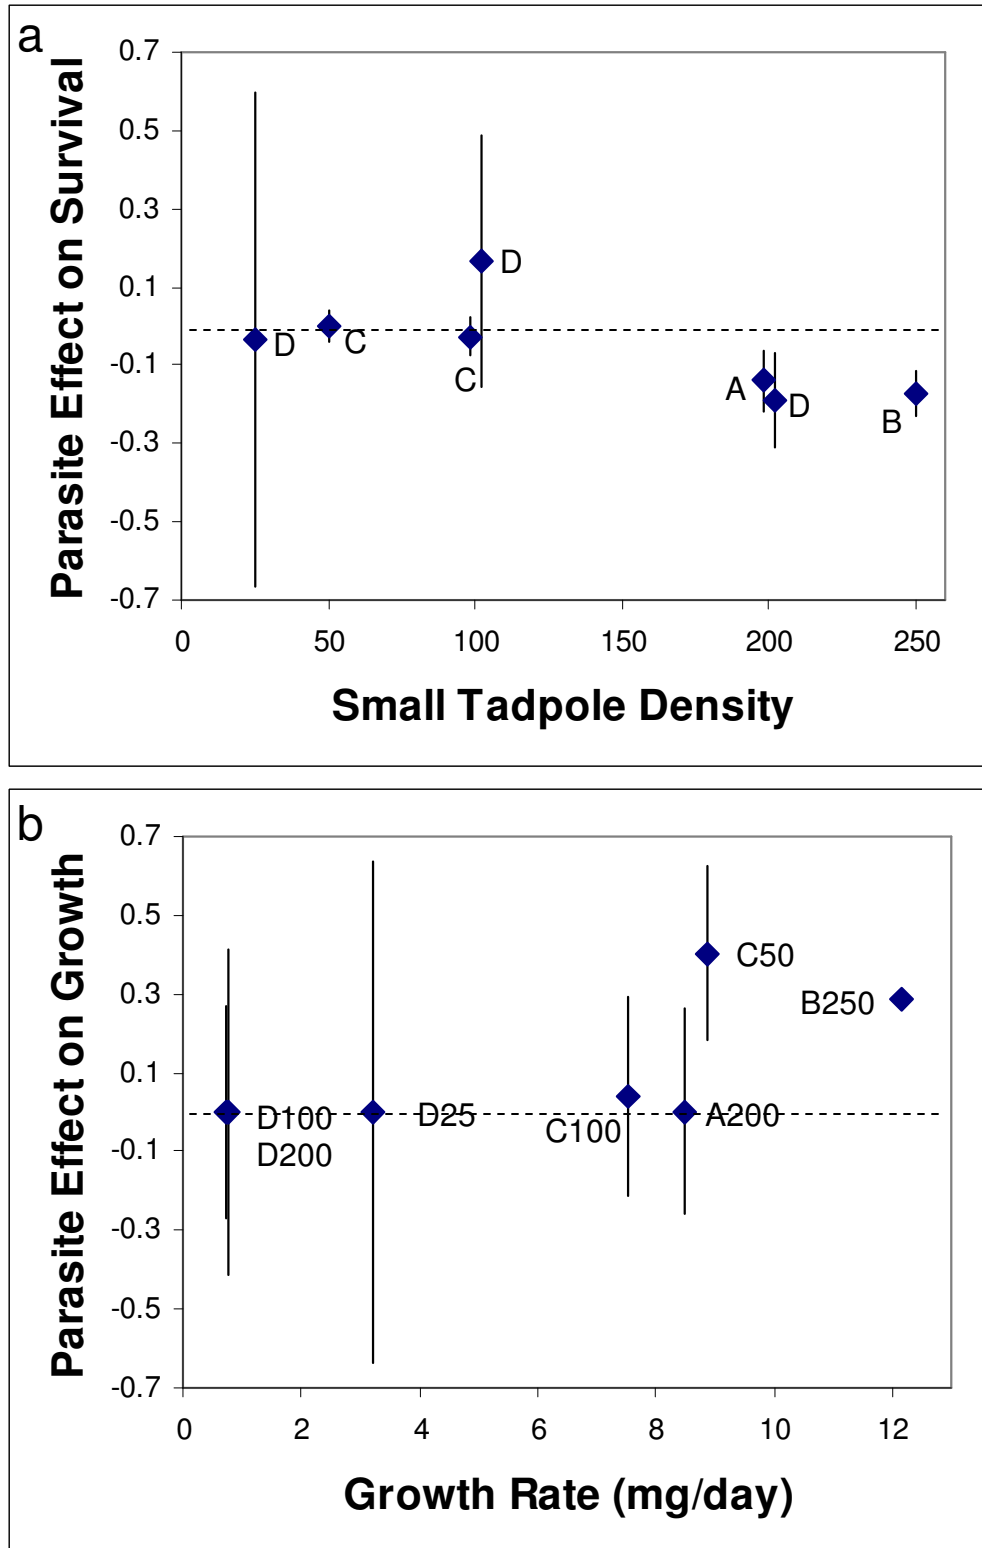 a
Parasite Effect on Survival
0.7
0.5
0.3
0.1
-0.1
-0.3
-0.5
-0.7
D
C
C
D
A
D
B
0 50 100 150 200 250
Small Tadpole Density
b
Parasite Effect on Growth
0.7
0.5
0.3
0.1
-0.1
-0.3
-0.5
-0.7
D100
D200
D25
C100
A200
C50
B250
0 2 4 6 8 10 12
Growth Rate (mg/day)